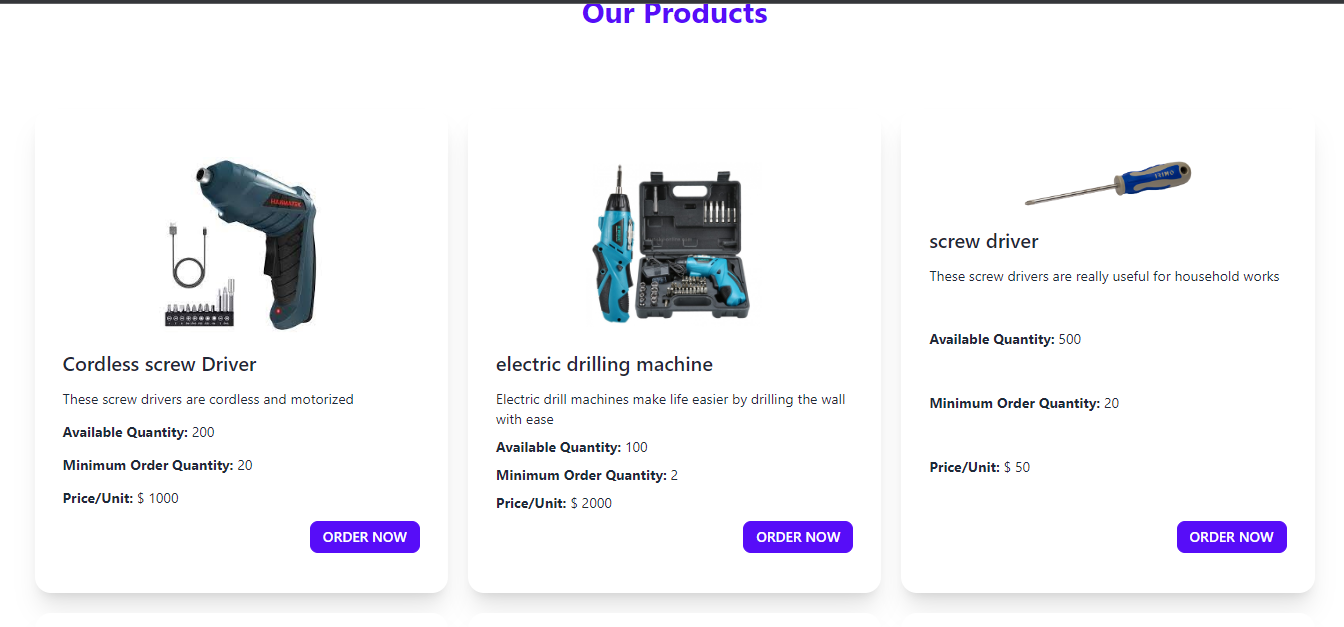 Our Products
Cordless screw Driver
These screw drivers are cordless and motorized
Available Quantity: 200
Minimum Order Quantity: 20
Price/Unit: $ 1000
ORDER NOW
electric drilling machine
Electric drill machines make life easier by drilling the wall
with ease
Available Quantity: 100
Minimum Order Quantity: 2
Price/Unit: $ 2000
ORDER NOW
screw driver
These screw drivers are really useful for household works
Available Quantity: 500
Minimum Order Quantity: 20
Price/Unit: $ 50
ORDER NOW